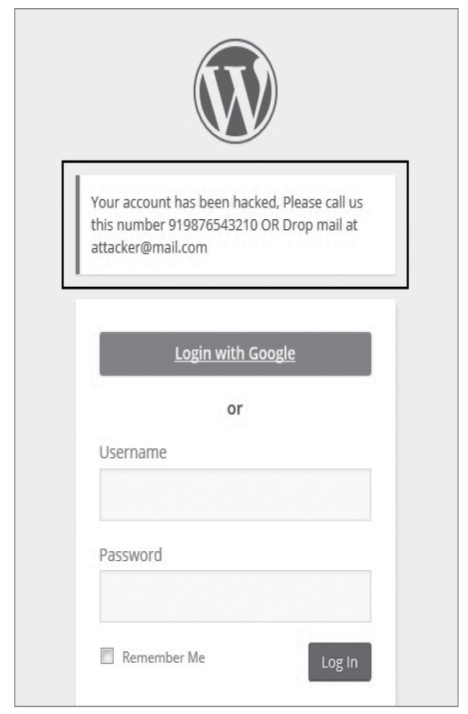 W
Your account has been hacked, Please call us
this number 919876543210 OR Drop mail at
attacker@mail.com
Login with Google
or
Username
Password
Remember Me
Log In